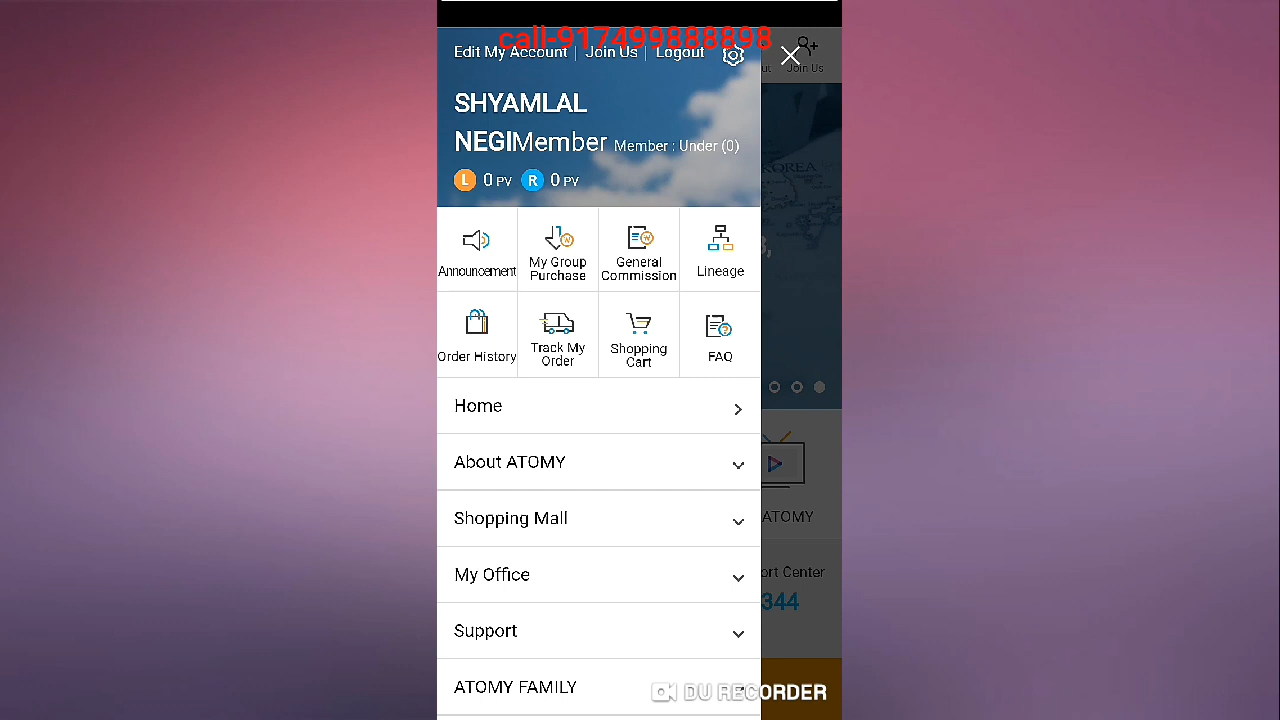 call-917499888898
Edit My Account | Join Us | Logout
Join Us
SHYAMLAL
NEGIMember Member : Under (0)
L 0 PV R 0 PV
KOREA
Announcement
My Group
Purchase
General
Commission
Lineage
Order History
Track My
Order
Shopping
Cart
FAQ
Home
About ATOMY
Shopping Mall
ATOMY
My Office
ort Center
344
Support
ATOMY FAMILY
DU RECORDER